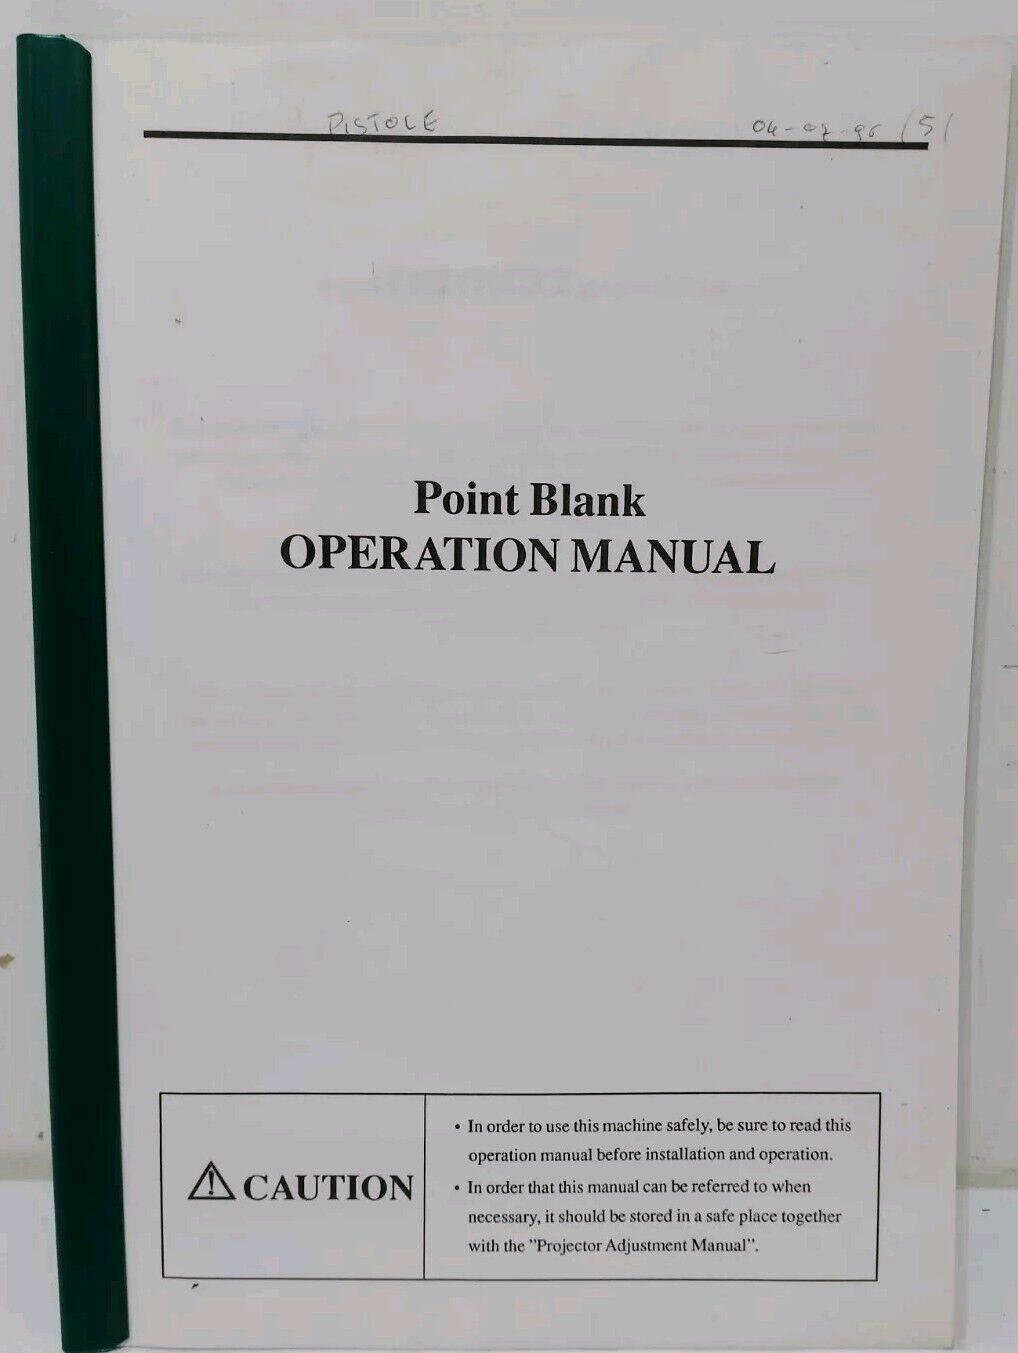 PISTOLE 04-07-96 (5)
Point Blank
OPERATION MANUAL
CAUTION
• In order to use this machine safely, be sure to read this
operation manual before installation and operation.
• In order that this manual can be referred to when
necessary, it should be stored in a safe place together
with the "Projector Adjustment Manual".